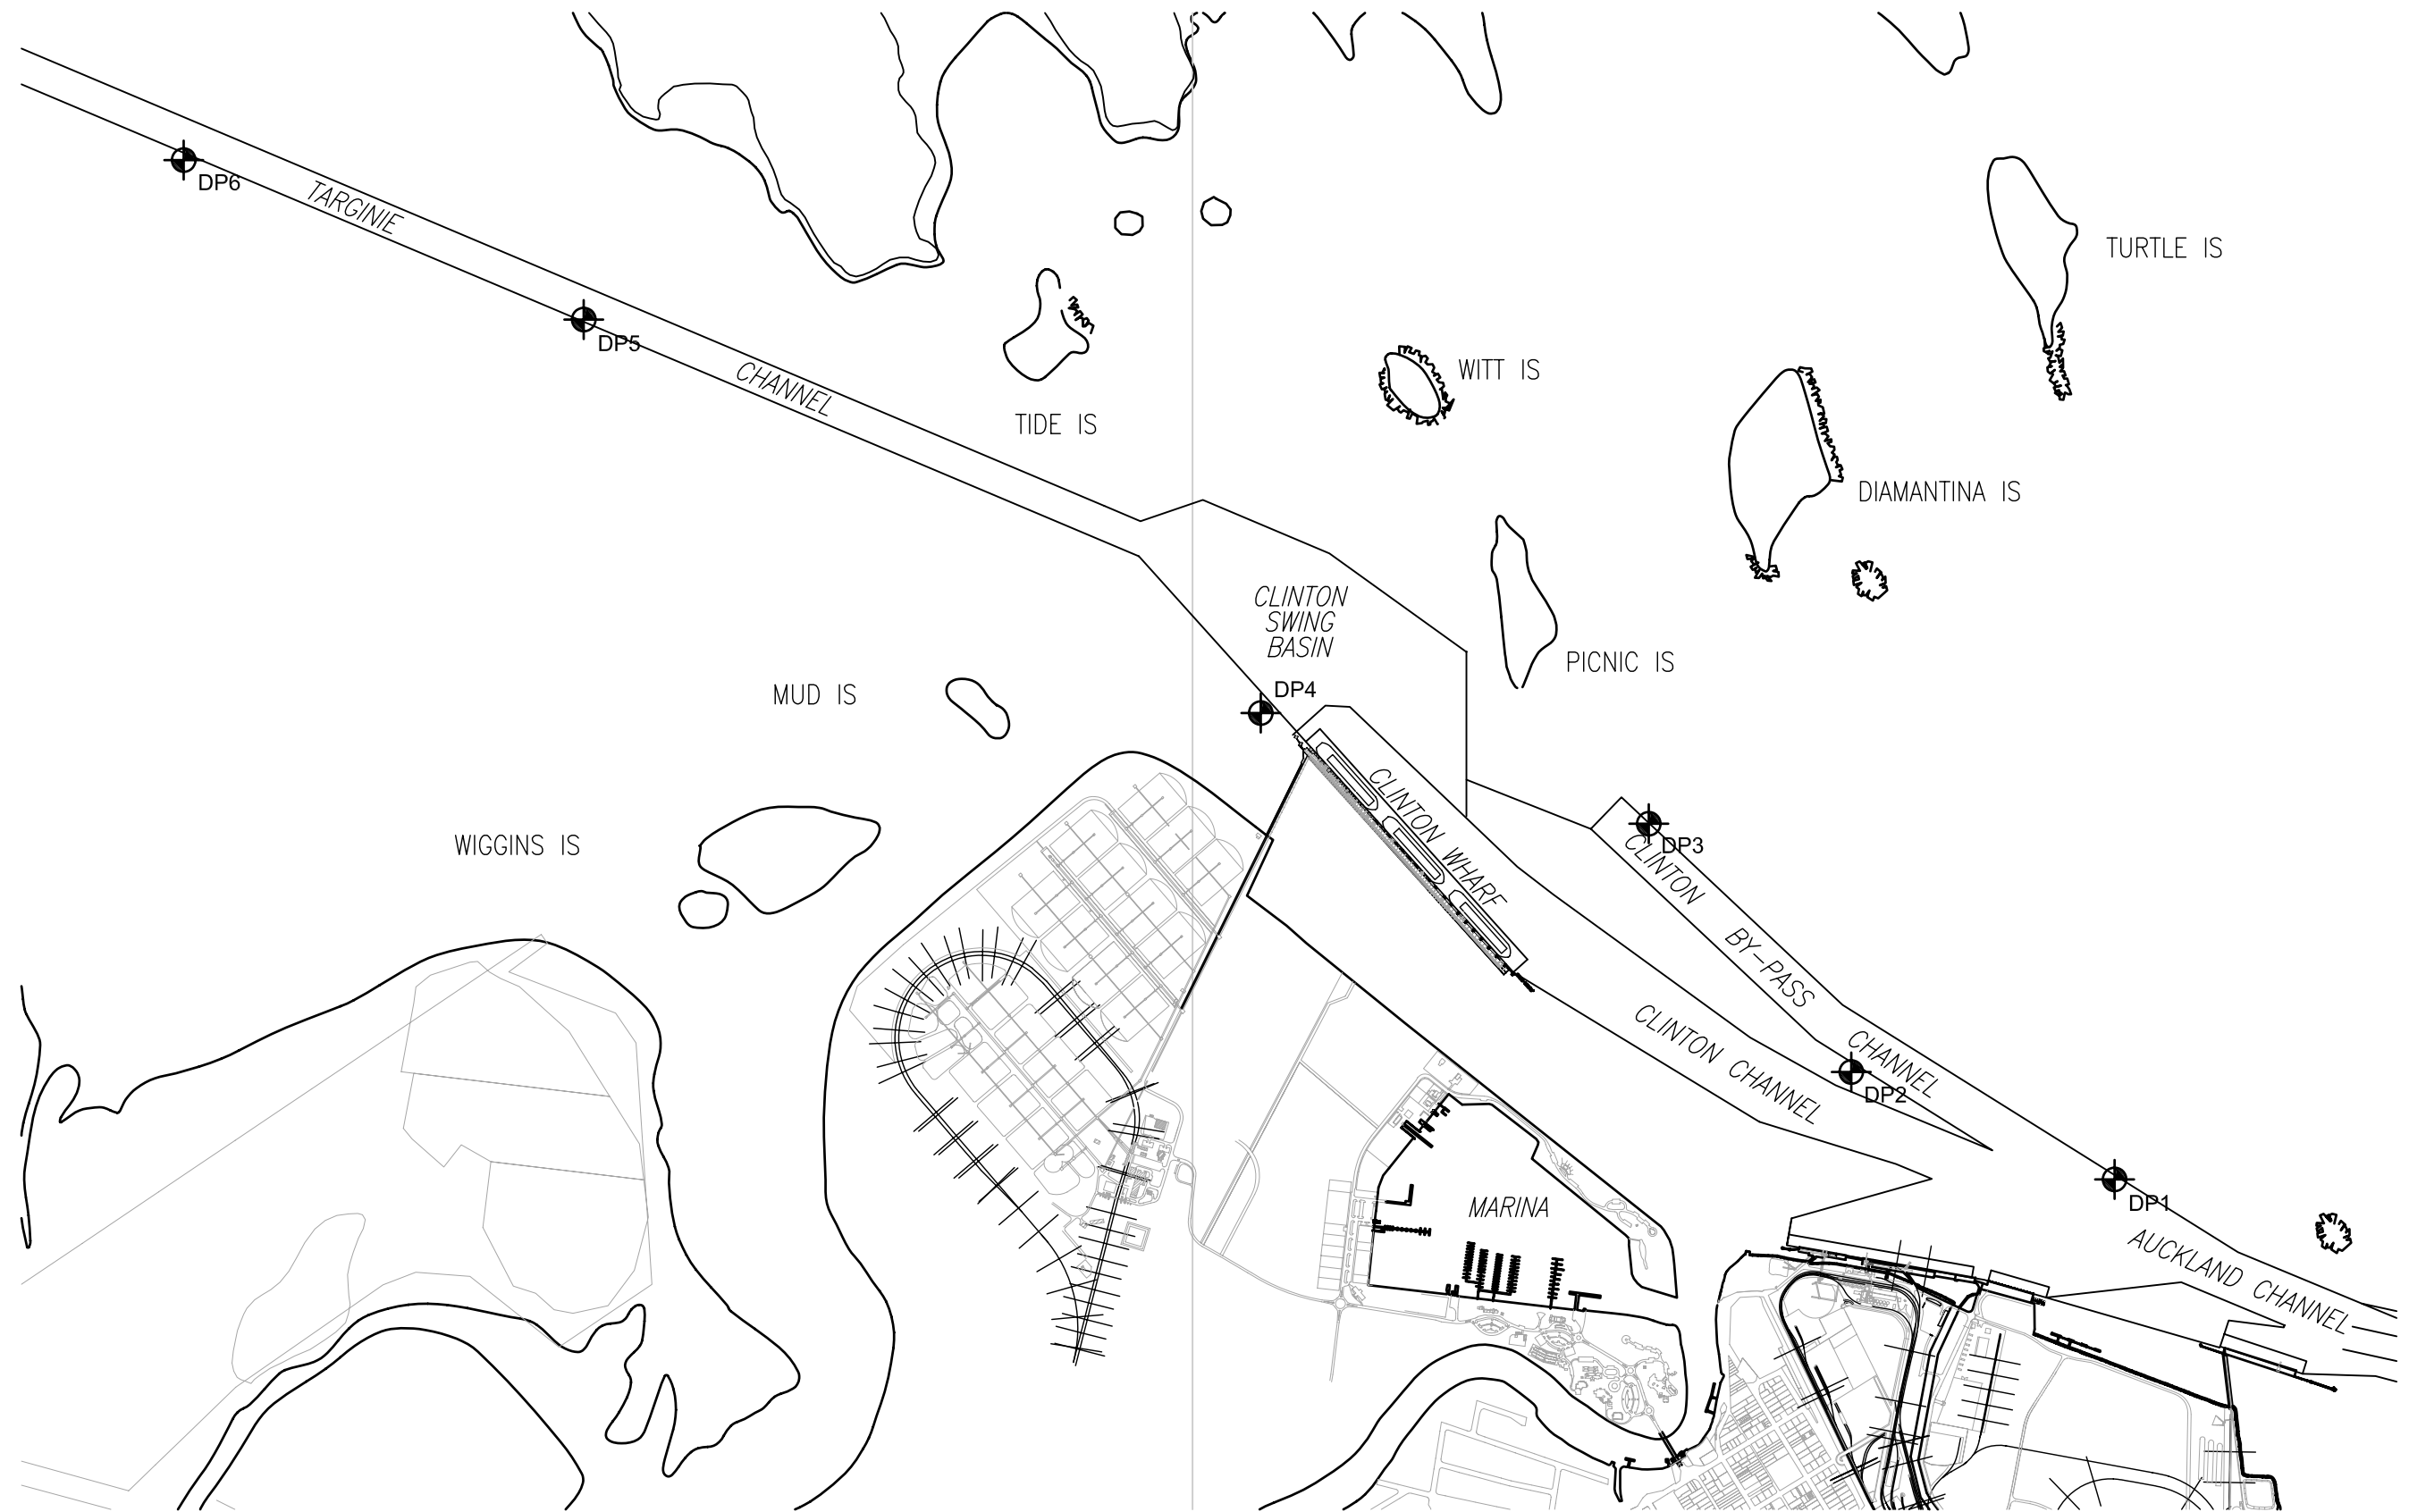 DP6
TARGINIE
TURTLE IS
DP5
CHANNEL
WITT IS
TIDE IS
DIAMANTINA IS
CLINTON
SWING
BASIN
PICNIC IS
MUD IS
DP4
WIGGINS IS
CLINTON WHARF
DP3
CLINTON BY-PASS CHANNEL
CLINTON CHANNEL
DP2
MARINA
DP1
AUCKLAND CHANNEL